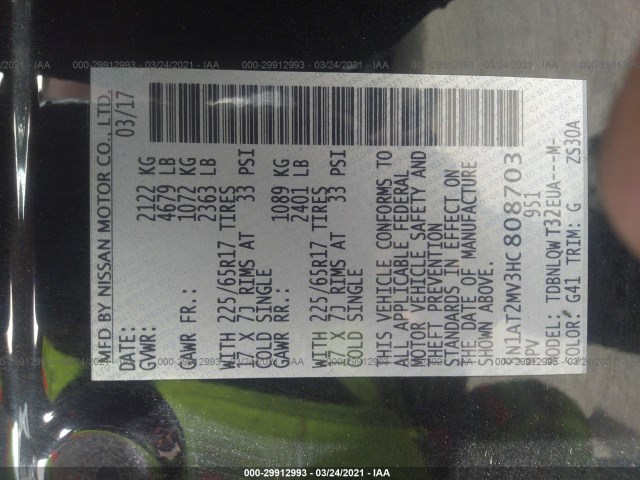 000-29912993 - 03/24/2021 - IAA
MFD BY NISSAN MOTOR CO., LTD.
DATE: 03/17
GVWR: 2122 KG
4679 LB
GAWR FR.: 1072 KG
2363 LB
WITH 225/65R17 TIRES
17 X 7J RIMS AT 33 PSI
COLD SINGLE
GAWR RR.: 1089 KG
2401 LB
WITH 225/65R17 TIRES
17 X 7J RIMS AT 33 PSI
COLD SINGLE
THIS VEHICLE CONFORMS TO
ALL APPLICABLE FEDERAL
MOTOR VEHICLE SAFETY AND
THEFT PREVENTION
STANDARDS IN EFFECT ON
THE DATE OF MANUFACTURE
SHOWN ABOVE.
JN1AT2MV3HC808703
MPV 951
MODEL: TDBNLQWT32EUA---M-
COLOR: G41 TRIM: G ZS30A
000-29912993 - 03/24/2021 - IAA